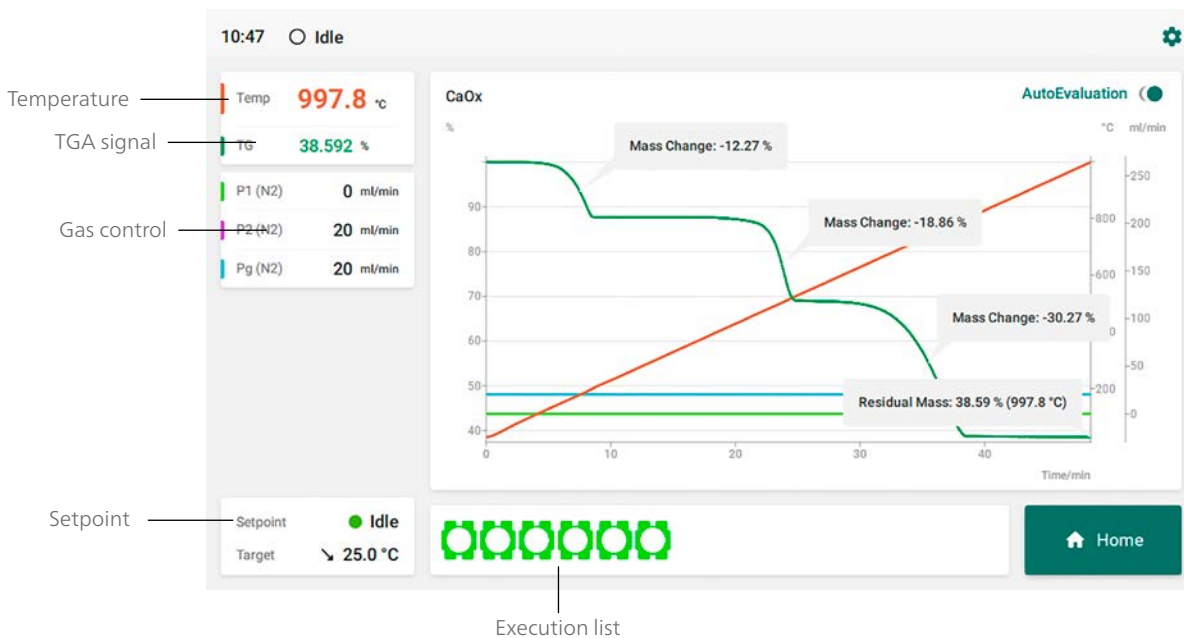 10:47 Idle
Temperature
Temp 997.8 °C
TGA signal
TG 38.592 %
P1 (N2) 0 ml/min
Gas control
P2 (N2) 20 ml/min
Pg (N2) 20 ml/min
CaOx
AutoEvaluation
% °C ml/min
Mass Change: -12.27 %
Mass Change: -18.86 %
Mass Change: -30.27 %
Residual Mass: 38.59 % (997.8 °C)
90
80
70
60
50
40
800
600
200
250
200
150
100
50
0
0 10 20 30 40
Time/min
Setpoint
Setpoint Idle
Target ↘ 25.0 °C
Home
Execution list